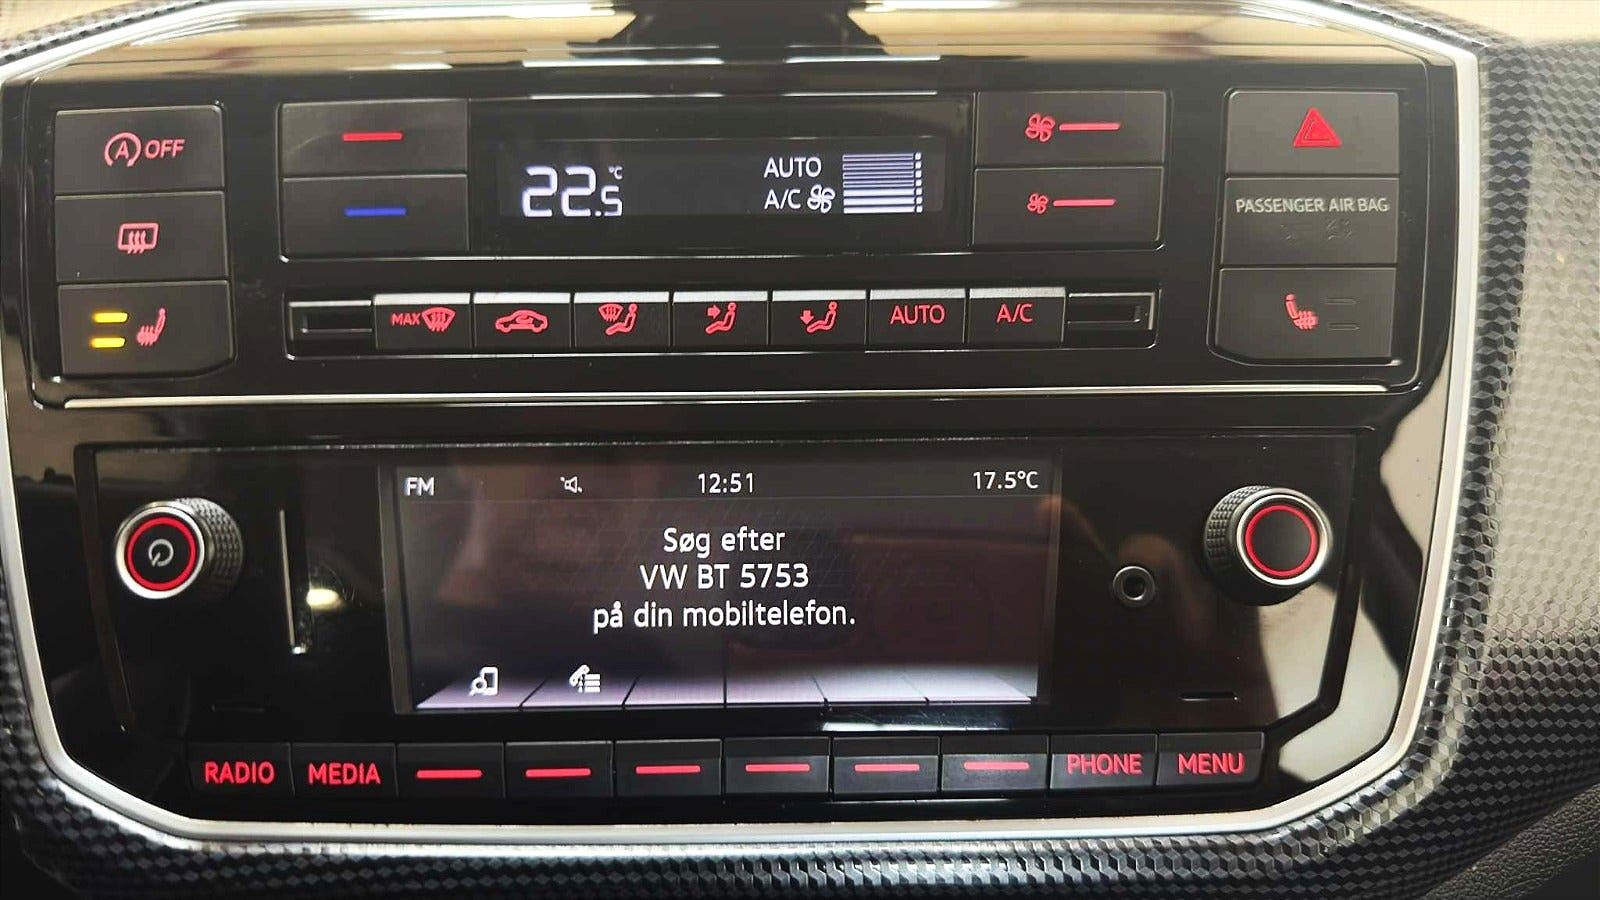 A OFF
22.5 °C
AUTO
A/C
PASSENGER AIR BAG
MAX
AUTO
A/C
FM
12:51
17.5°C
Søg efter
VW BT 5753
på din mobiltelefon.
RADIO
MEDIA
PHONE
MENU